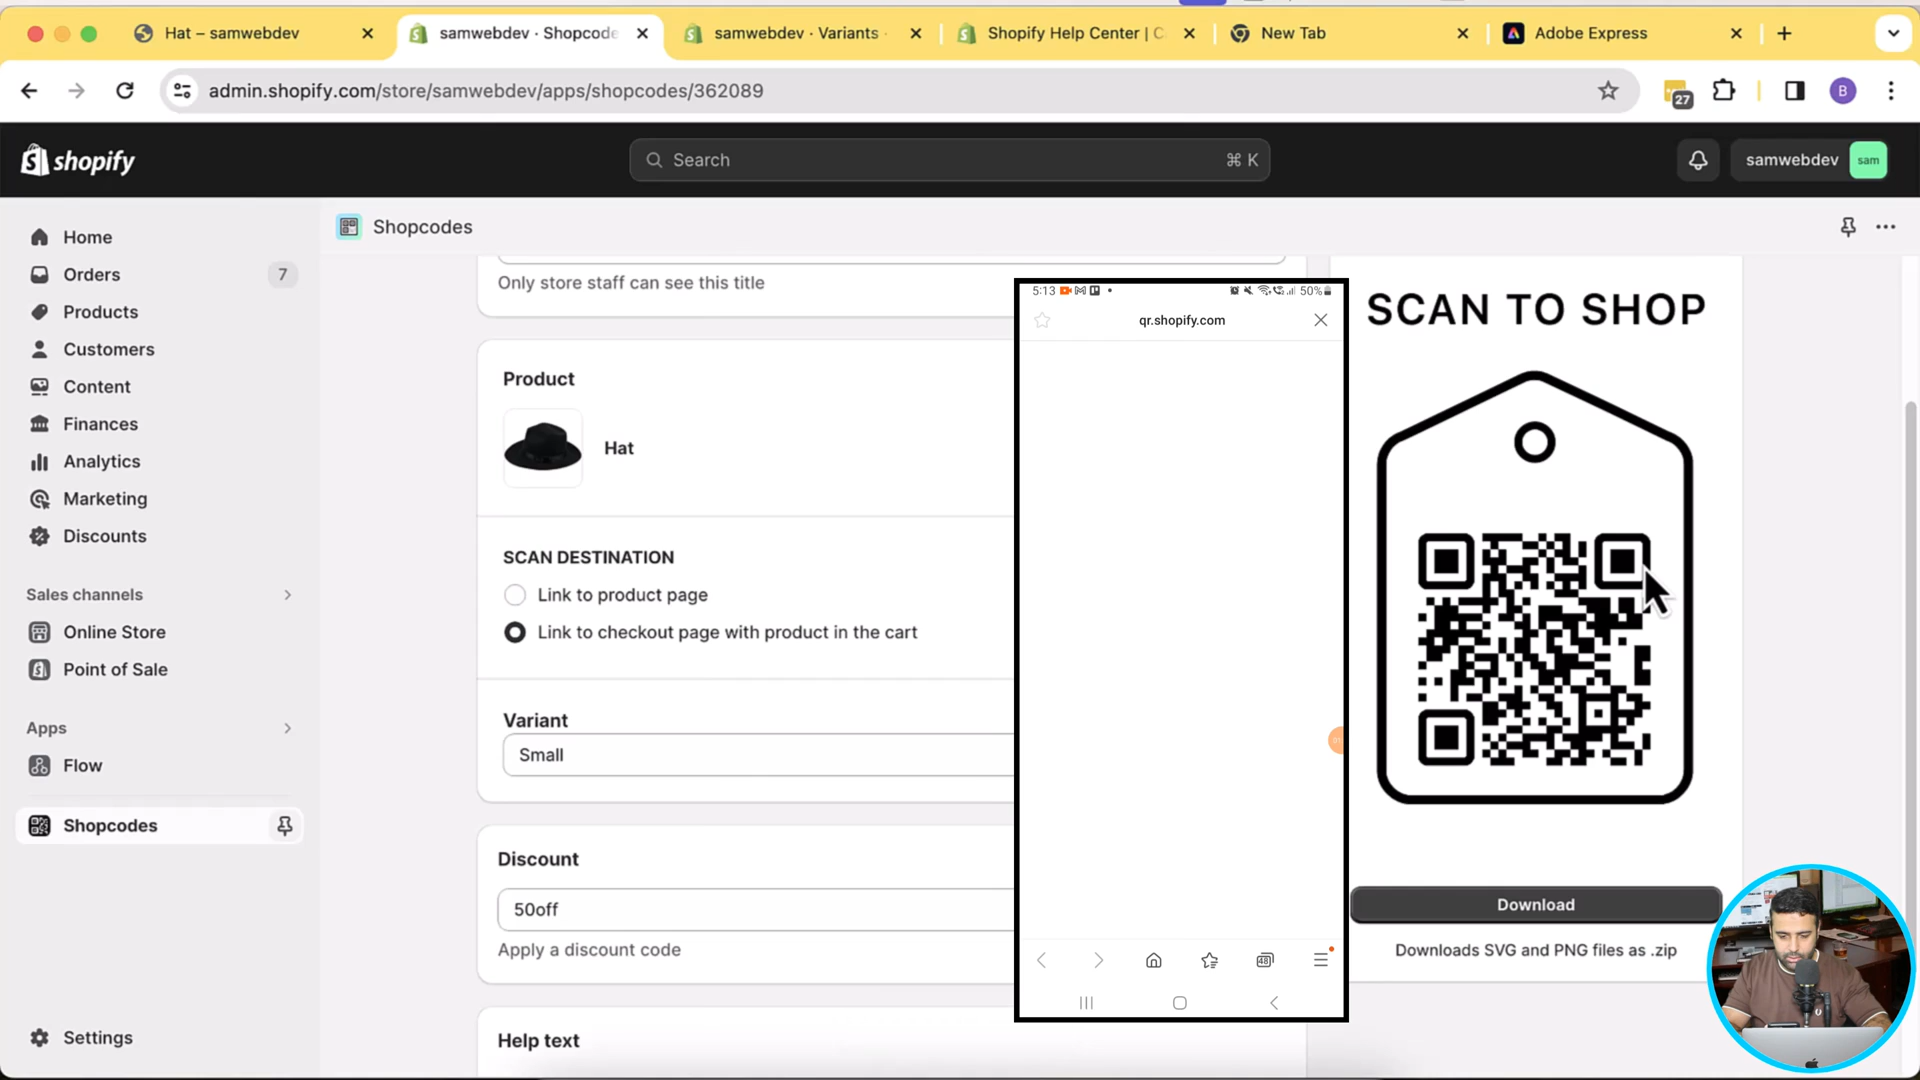 Hat – samwebdev
samwebdev · Shopcode
samwebdev · Variants ·
Shopify Help Center | C
New Tab
Adobe Express
admin.shopify.com/store/samwebdev/apps/shopcodes/362089
27
B
shopify
Search
⌘ K
samwebdev
sam
Home
Orders
7
Products
Customers
Content
Finances
Analytics
Marketing
Discounts
Sales channels
Online Store
Point of Sale
Apps
Flow
Shopcodes
Settings
Shopcodes
Only store staff can see this title
Product
Hat
SCAN DESTINATION
Link to product page
Link to checkout page with product in the cart
Variant
Small
Discount
50off
Apply a discount code
Help text
5:13
50%
qr.shopify.com
48
SCAN TO SHOP
Download
Downloads SVG and PNG files as .zip